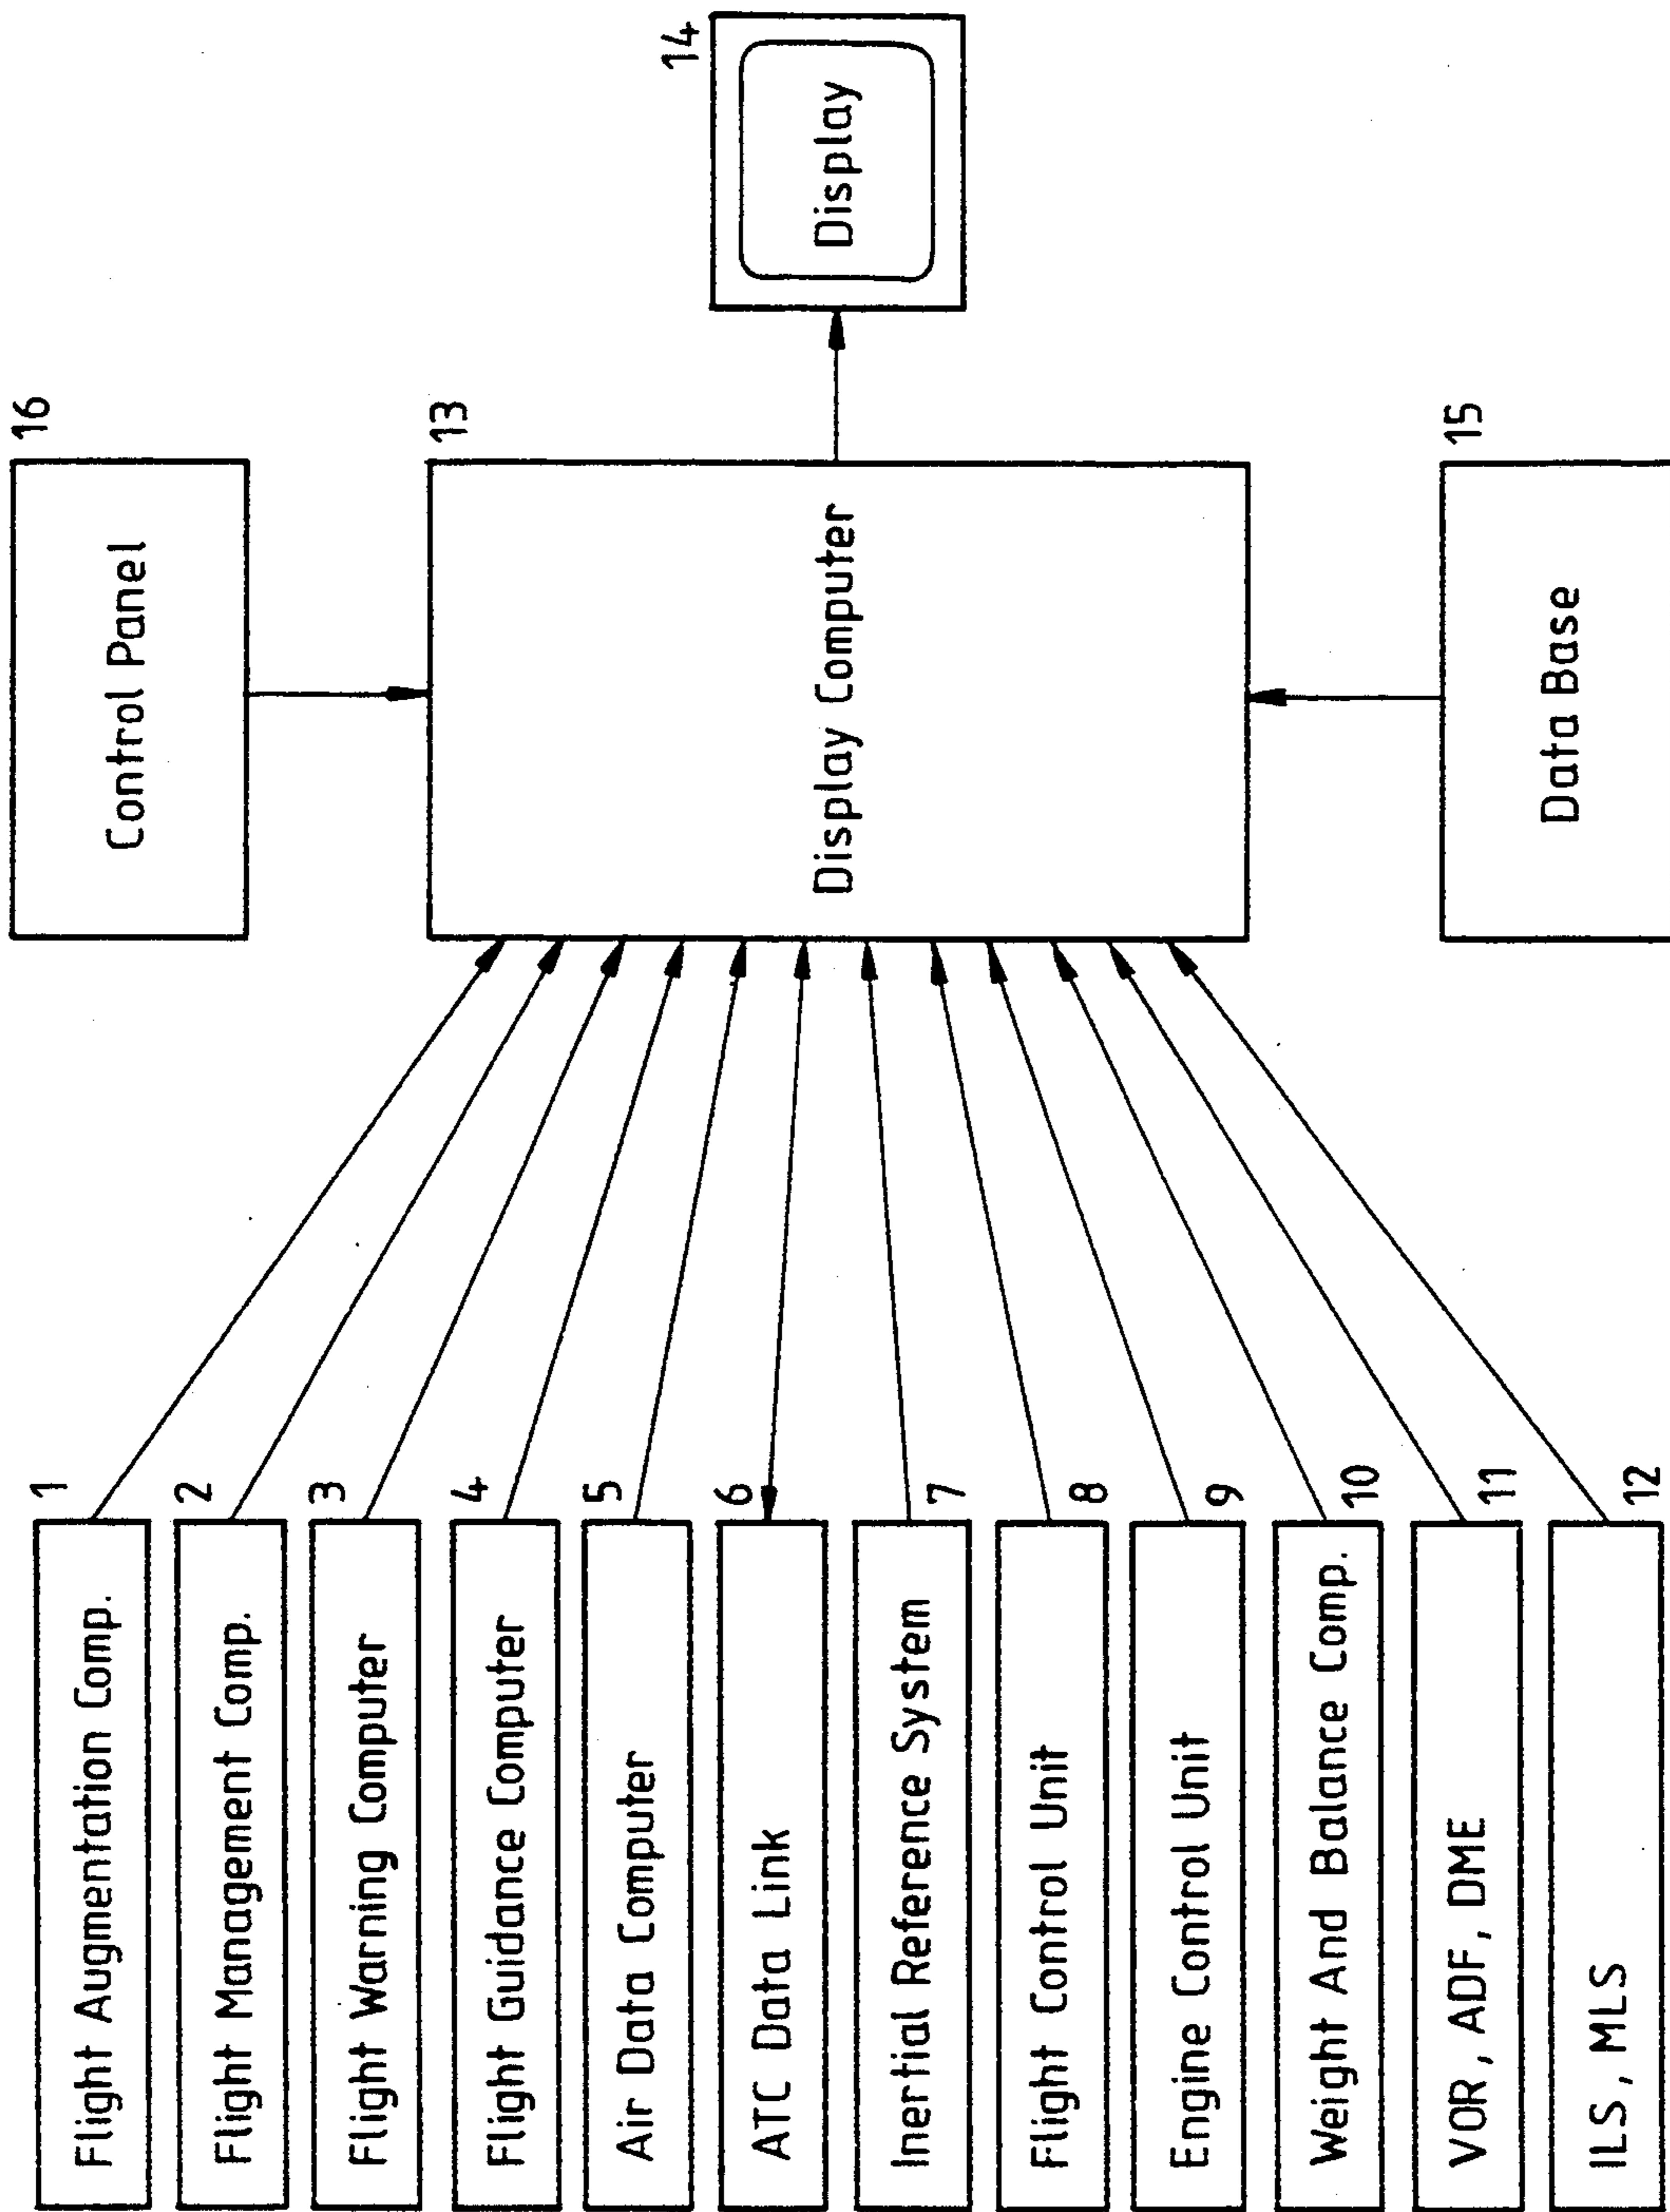 Flight Augmentation Comp.
1
Flight Management Comp.
2
Flight Warning Computer
3
Flight Guidance Computer
4
Air Data Computer
5
ATC Data Link
6
Inertial Reference System
7
Flight Control Unit
8
Engine Control Unit
9
Weight And Balance Comp.
10
VOR, ADF, DME
11
ILS, MLS
12
Control Panel
16
Display Computer
13
Data Base
15
Display
14